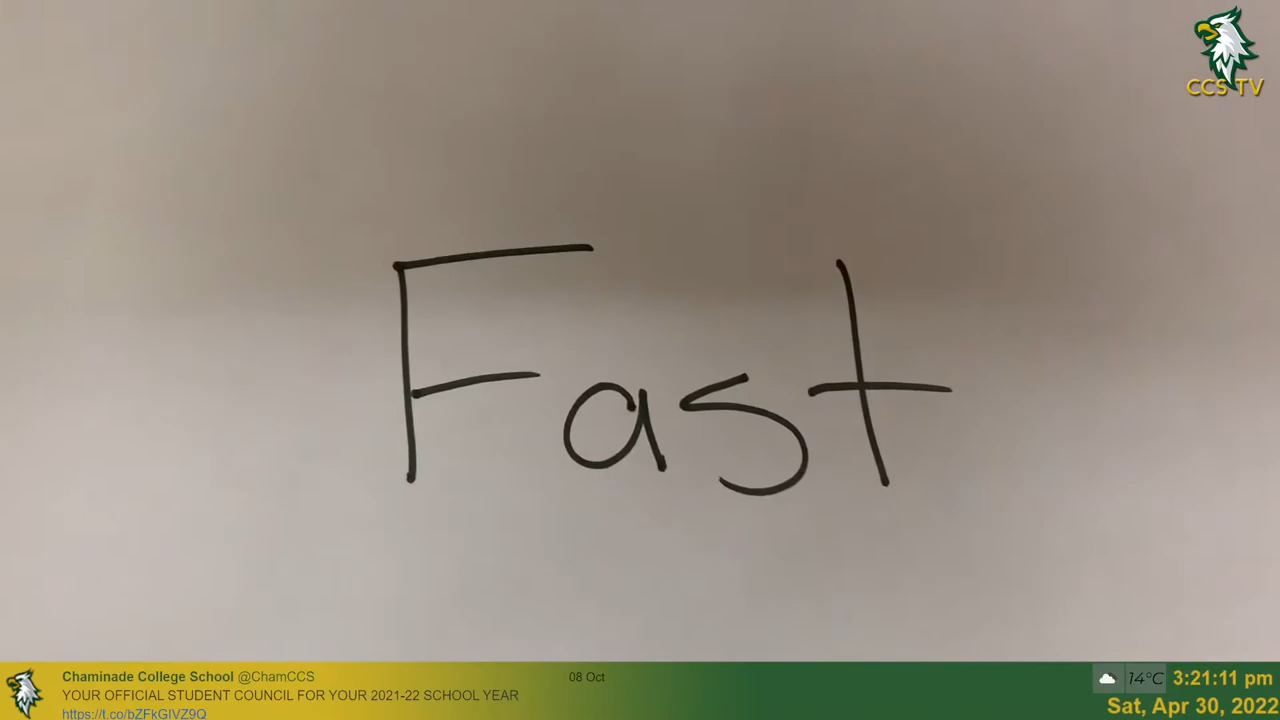 CCS TV
Fast
Chaminade College School @ChamCCS 08 Oct
YOUR OFFICIAL STUDENT COUNCIL FOR YOUR 2021-22 SCHOOL YEAR
https://t.co/bZFkGIVZ9Q
14°C 3:21:11 pm
Sat, Apr 30, 2022